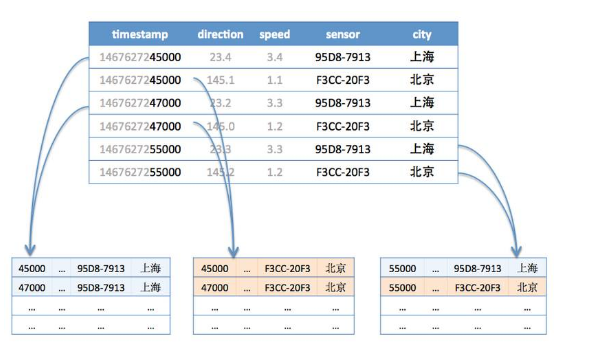 timestamp direction speed sensor city
1467627245000 23.4 3.4 95D8-7913 上海
1467627245000 145.1 1.1 F3CC-20F3 北京
1467627247000 23.2 3.3 95D8-7913 上海
1467627247000 145.0 1.2 F3CC-20F3 北京
1467627255000 23.3 3.3 95D8-7913 上海
1467627255000 145.2 1.2 F3CC-20F3 北京
45000 ... 95D8-7913 上海
47000 ... 95D8-7913 上海
... ... ... ...
... ... ... ...
45000 ... F3CC-20F3 北京
47000 ... F3CC-20F3 北京
... ... ... ...
... ... ... ...
55000 ... 95D8-7913 上海
55000 ... F3CC-20F3 北京
... ... ... ...
... ... ... ...